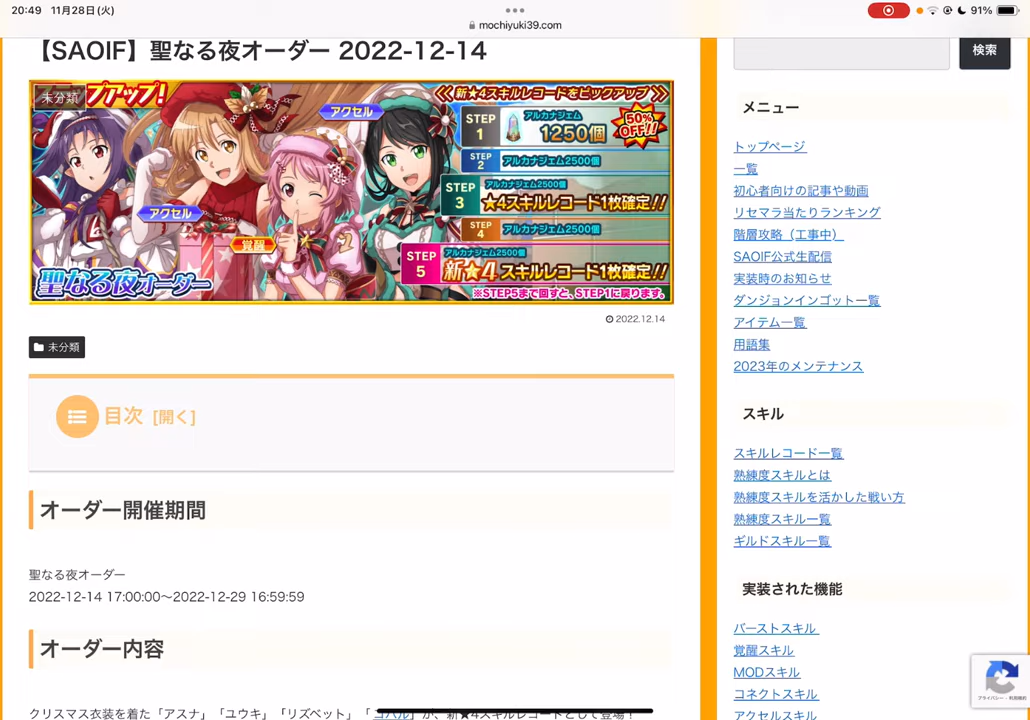 20:49 11月28日(火)
91%
mochiyuki39.com
【SAOIF】聖なる夜オーダー 2022-12-14
検索
未分類
プアップ!
新★4スキルレコードをピックアップ
アクセル
アクセル
覚醒
聖なる夜オーダー
STEP 1 アルカナジェム 1250個 50% OFF!!
STEP 2 アルカナジェム2500個
STEP 3 アルカナジェム2500個 ★4スキルレコード1枚確定!!
STEP 4 アルカナジェム2500個
STEP 5 アルカナジェム2500個 新★4スキルレコード1枚確定!!
※STEP5まで回すと、STEP1に戻ります。
2022.12.14
未分類
目次 [開く]
オーダー開催期間
聖なる夜オーダー
2022-12-14 17:00:00〜2022-12-29 16:59:59
オーダー内容
クリスマス衣装を着た「アスナ」「ユウキ」「リズベット」「コハル」が、新★4スキルレコードとして登場!
メニュー
トップページ
一覧
初心者向けの記事や動画
リセマラ当たりランキング
階層攻略（工事中）
SAOIF公式生配信
実装時のお知らせ
ダンジョンインゴット一覧
アイテム一覧
用語集
2023年のメンテナンス
スキル
スキルレコード一覧
熟練度スキルとは
熟練度スキルを活かした戦い方
熟練度スキル一覧
ギルドスキル一覧
実装された機能
バーストスキル
覚醒スキル
MODスキル
コネクトスキル
アクセルスキル
プライバシー - 利用規約